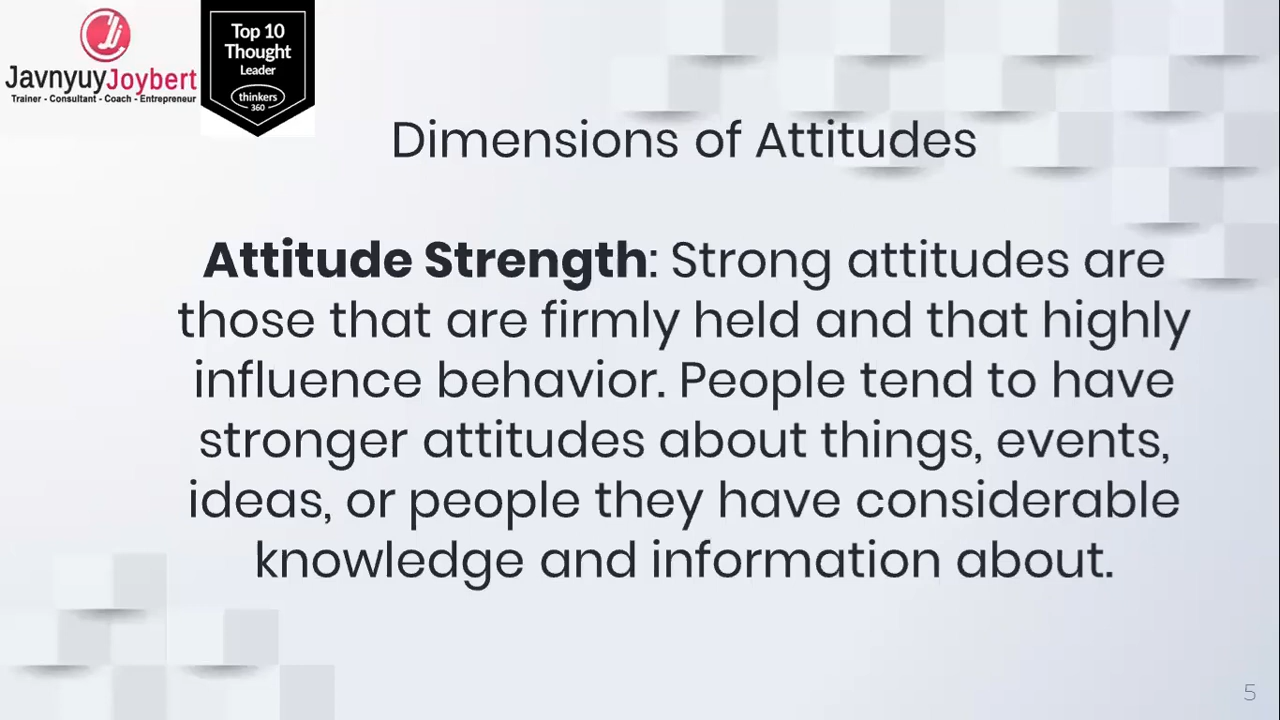 JavnyuyJoybert
Trainer - Consultant - Coach - Entrepreneur
Top 10
Thought
Leader
thinkers
360
Dimensions of Attitudes
Attitude Strength: Strong attitudes are
those that are firmly held and that highly
influence behavior. People tend to have
stronger attitudes about things, events,
ideas, or people they have considerable
knowledge and information about.
5